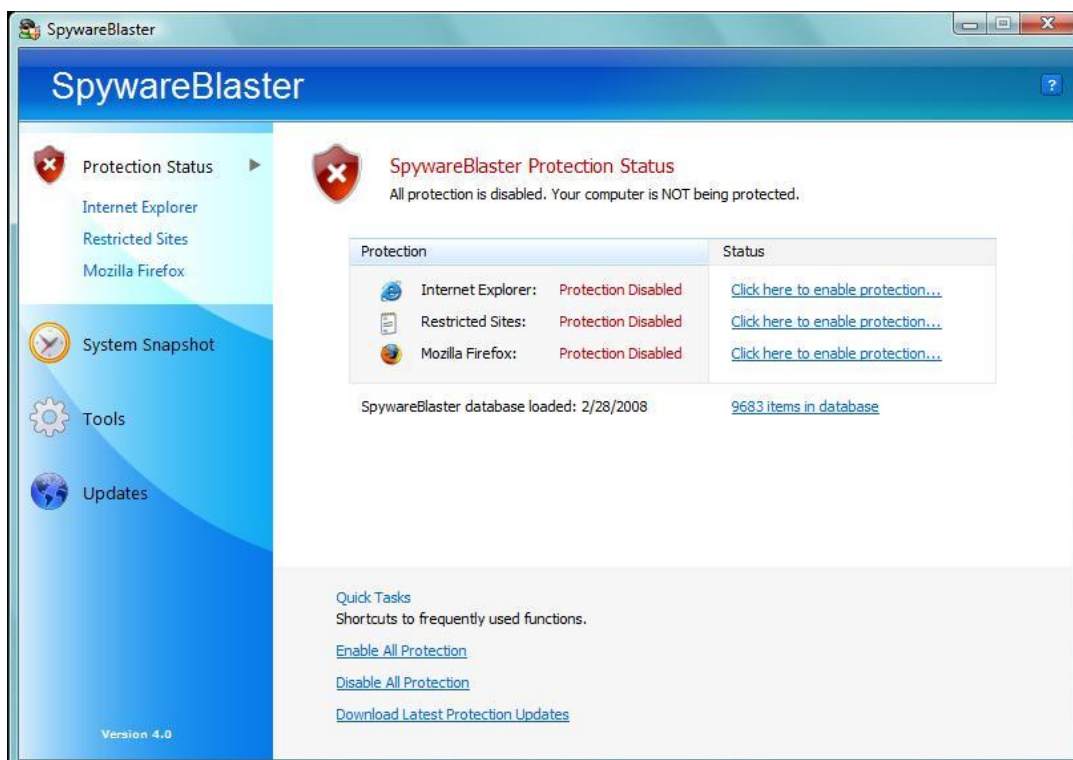 SpywareBlaster
SpywareBlaster
?
Protection Status
Internet Explorer
Restricted Sites
Mozilla Firefox
System Snapshot
Tools
Updates
Version 4.0
SpywareBlaster Protection Status
All protection is disabled. Your computer is NOT being protected.
Protection Status
Internet Explorer: Protection Disabled Click here to enable protection...
Restricted Sites: Protection Disabled Click here to enable protection...
Mozilla Firefox: Protection Disabled Click here to enable protection...
SpywareBlaster database loaded: 2/28/2008 9683 items in database
Quick Tasks
Shortcuts to frequently used functions.
Enable All Protection
Disable All Protection
Download Latest Protection Updates